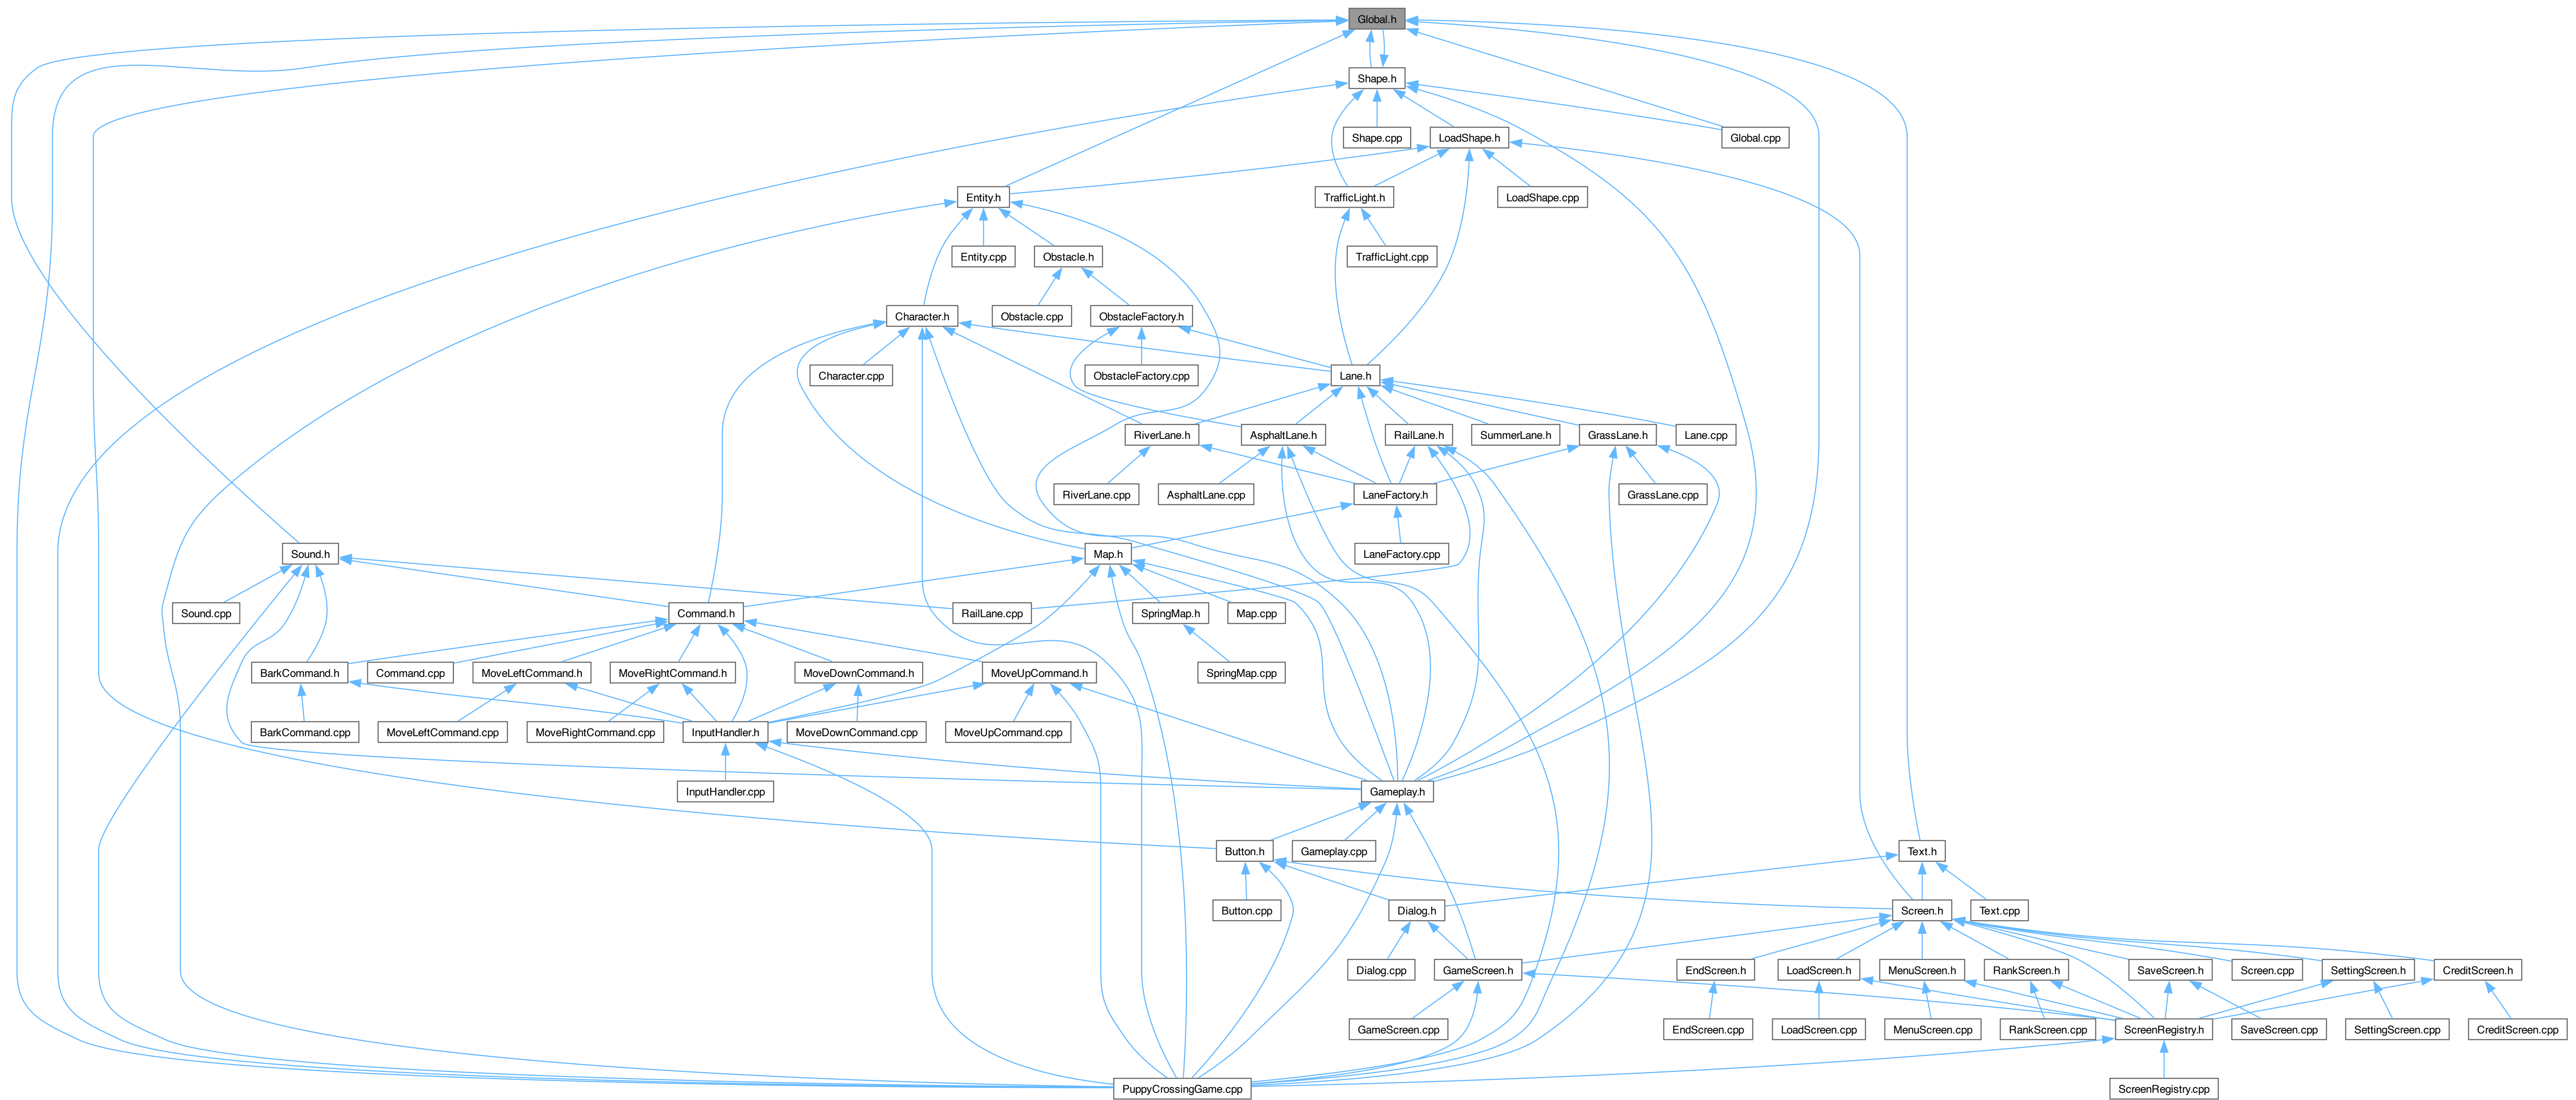 Global.h
Shape.h
Shape.cpp
LoadShape.h
Global.cpp
Entity.h
TrafficLight.h
LoadShape.cpp
Entity.cpp
Obstacle.h
TrafficLight.cpp
Character.h
Obstacle.cpp
ObstacleFactory.h
Character.cpp
ObstacleFactory.cpp
Lane.h
RiverLane.h
AsphaltLane.h
RailLane.h
SummerLane.h
GrassLane.h
Lane.cpp
RiverLane.cpp
AsphaltLane.cpp
LaneFactory.h
GrassLane.cpp
Sound.h
Map.h
LaneFactory.cpp
Sound.cpp
Command.h
RailLane.cpp
SpringMap.h
Map.cpp
BarkCommand.h
Command.cpp
MoveLeftCommand.h
MoveRightCommand.h
MoveDownCommand.h
MoveUpCommand.h
SpringMap.cpp
BarkCommand.cpp
MoveLeftCommand.cpp
MoveRightCommand.cpp
InputHandler.h
MoveDownCommand.cpp
MoveUpCommand.cpp
InputHandler.cpp
Gameplay.h
Button.h
Gameplay.cpp
Text.h
Button.cpp
Dialog.h
Screen.h
Text.cpp
Dialog.cpp
GameScreen.h
EndScreen.h
LoadScreen.h
MenuScreen.h
RankScreen.h
SaveScreen.h
Screen.cpp
SettingScreen.h
CreditScreen.h
GameScreen.cpp
EndScreen.cpp
LoadScreen.cpp
MenuScreen.cpp
RankScreen.cpp
ScreenRegistry.h
SaveScreen.cpp
SettingScreen.cpp
CreditScreen.cpp
PuppyCrossingGame.cpp
ScreenRegistry.cpp